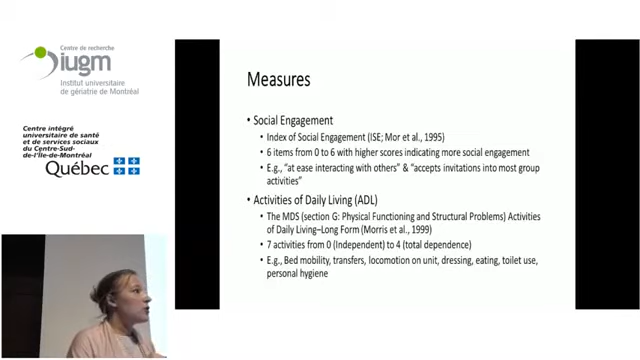 Centre de recherche
iugm
Institut universitaire
de gériatrie de Montréal
Centre intégré
universitaire de santé
et de services sociaux
du Centre-Sud-
de-l'Île-de-Montréal
Québec
Measures
• Social Engagement
• Index of Social Engagement (ISE; Mor et al., 1995)
• 6 items from 0 to 6 with higher scores indicating more social engagement
• E.g., “at ease interacting with others” & “accepts invitations into most group
activities”
• Activities of Daily Living (ADL)
• The MDS (section G: Physical Functioning and Structural Problems) Activities
of Daily Living–Long Form (Morris et al., 1999)
• 7 activities from 0 (Independent) to 4 (total dependence)
• E.g., Bed mobility, transfers, locomotion on unit, dressing, eating, toilet use,
personal hygiene